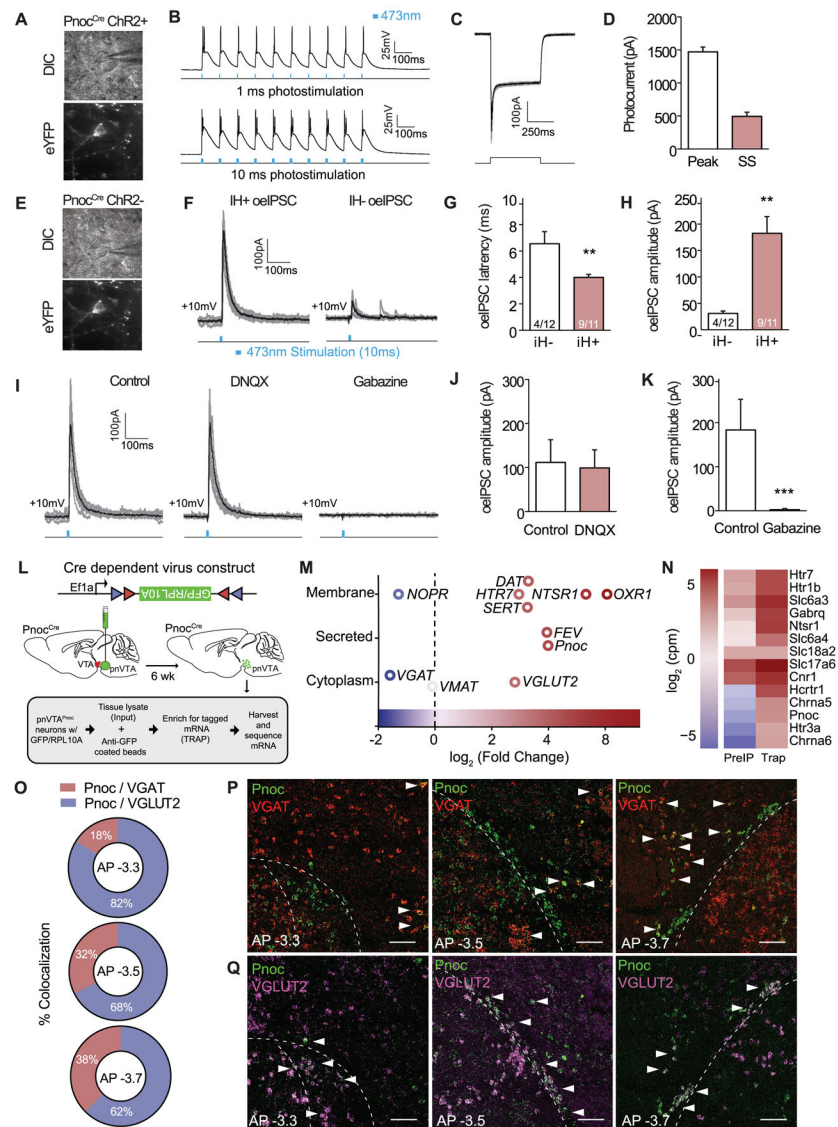 A
Pnoc^Cre ChR2+
DIC
eYFP
B
473nm
25mV
100ms
1 ms photostimulation
25mV
100ms
10 ms photostimulation
C
100pA
250ms
D
Photocurrent (pA)
2000
1500
1000
500
0
Peak SS
E
Pnoc^Cre ChR2-
DIC
eYFP
F
IH+ oeIPSC IH- oeIPSC
100pA
100ms
+10mV +10mV
473nm Stimulation (10ms)
G
oeIPSC latrency (ms)
8
6
4
2
0
**
4/12 9/11
iH- iH+
H
oeIPSC amplitude (pA)
250
200
150
100
50
0
**
4/12 9/11
iH- iH+
I
Control DNQX Gabazine
100pA
100ms
+10mV +10mV +10mV
J
oeIPSC amplitude (pA)
300
200
100
0
Control DNQX
K
oeIPSC amplitude (pA)
300
200
100
0
***
Control Gabazine
L
Cre dependent virus construct
Ef1a
GFP/RPL10A
Pnoc^Cre
Pnoc^Cre
VTA
pnVTA
6 wk
pnVTA
pnVTA^Pnoc
neurons w/
GFP/RPL10A
Tissue lysate
(Input)
+
Anti-GFP
coated beads
Enrich for tagged
mRNA
(TRAP)
Harvest
and
sequence
mRNA
M
Membrane
Secreted
Cytoplasm
NOPR
DAT
HTR7
NTSR1
OXR1
SERT
FEV
Pnoc
VGAT
VMAT
VGLUT2
-2 0 4 8
log2 (Fold Change)
N
5
0
−5
log2 (cpm)
Htr7
Htr1b
Slc6a3
Gabrq
Ntsr1
Slc6a4
Slc18a2
Slc17a6
Cnr1
Hcrtr1
Chrna5
Pnoc
Htr3a
Chrna6
PreIP Trap
O
Pnoc / VGAT
Pnoc / VGLUT2
% Colocalization
18%
AP -3.3
82%
32%
AP -3.5
68%
38%
AP -3.7
62%
P
Pnoc
VGAT
AP -3.3
Pnoc
VGAT
AP -3.5
Pnoc
VGAT
AP -3.7
Q
Pnoc
VGLUT2
AP -3.3
Pnoc
VGLUT2
AP -3.5
Pnoc
VGLUT2
AP -3.7